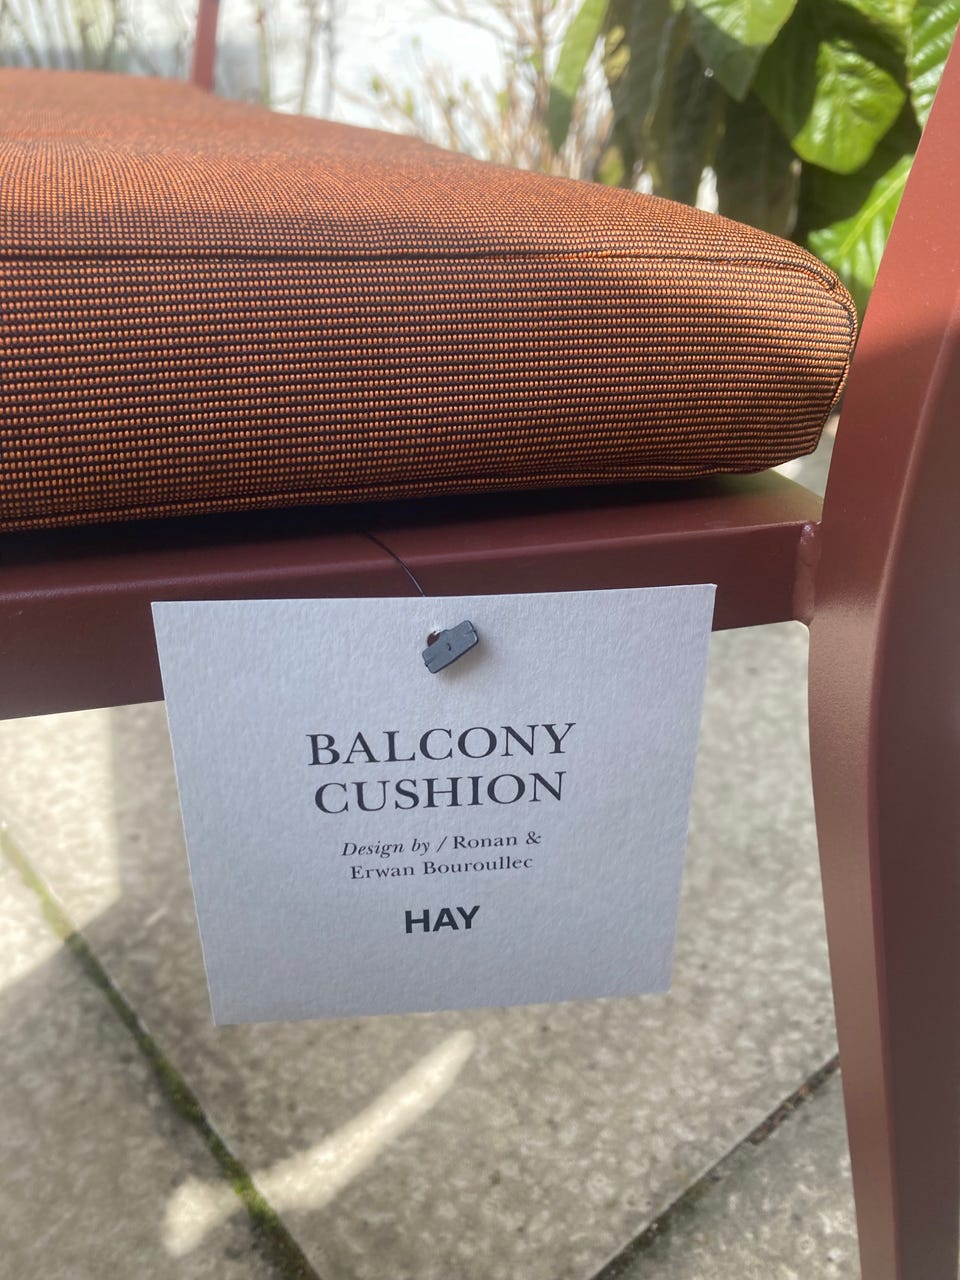 BALCONY
CUSHION
Design by / Ronan &
Erwan Bouroullec
HAY